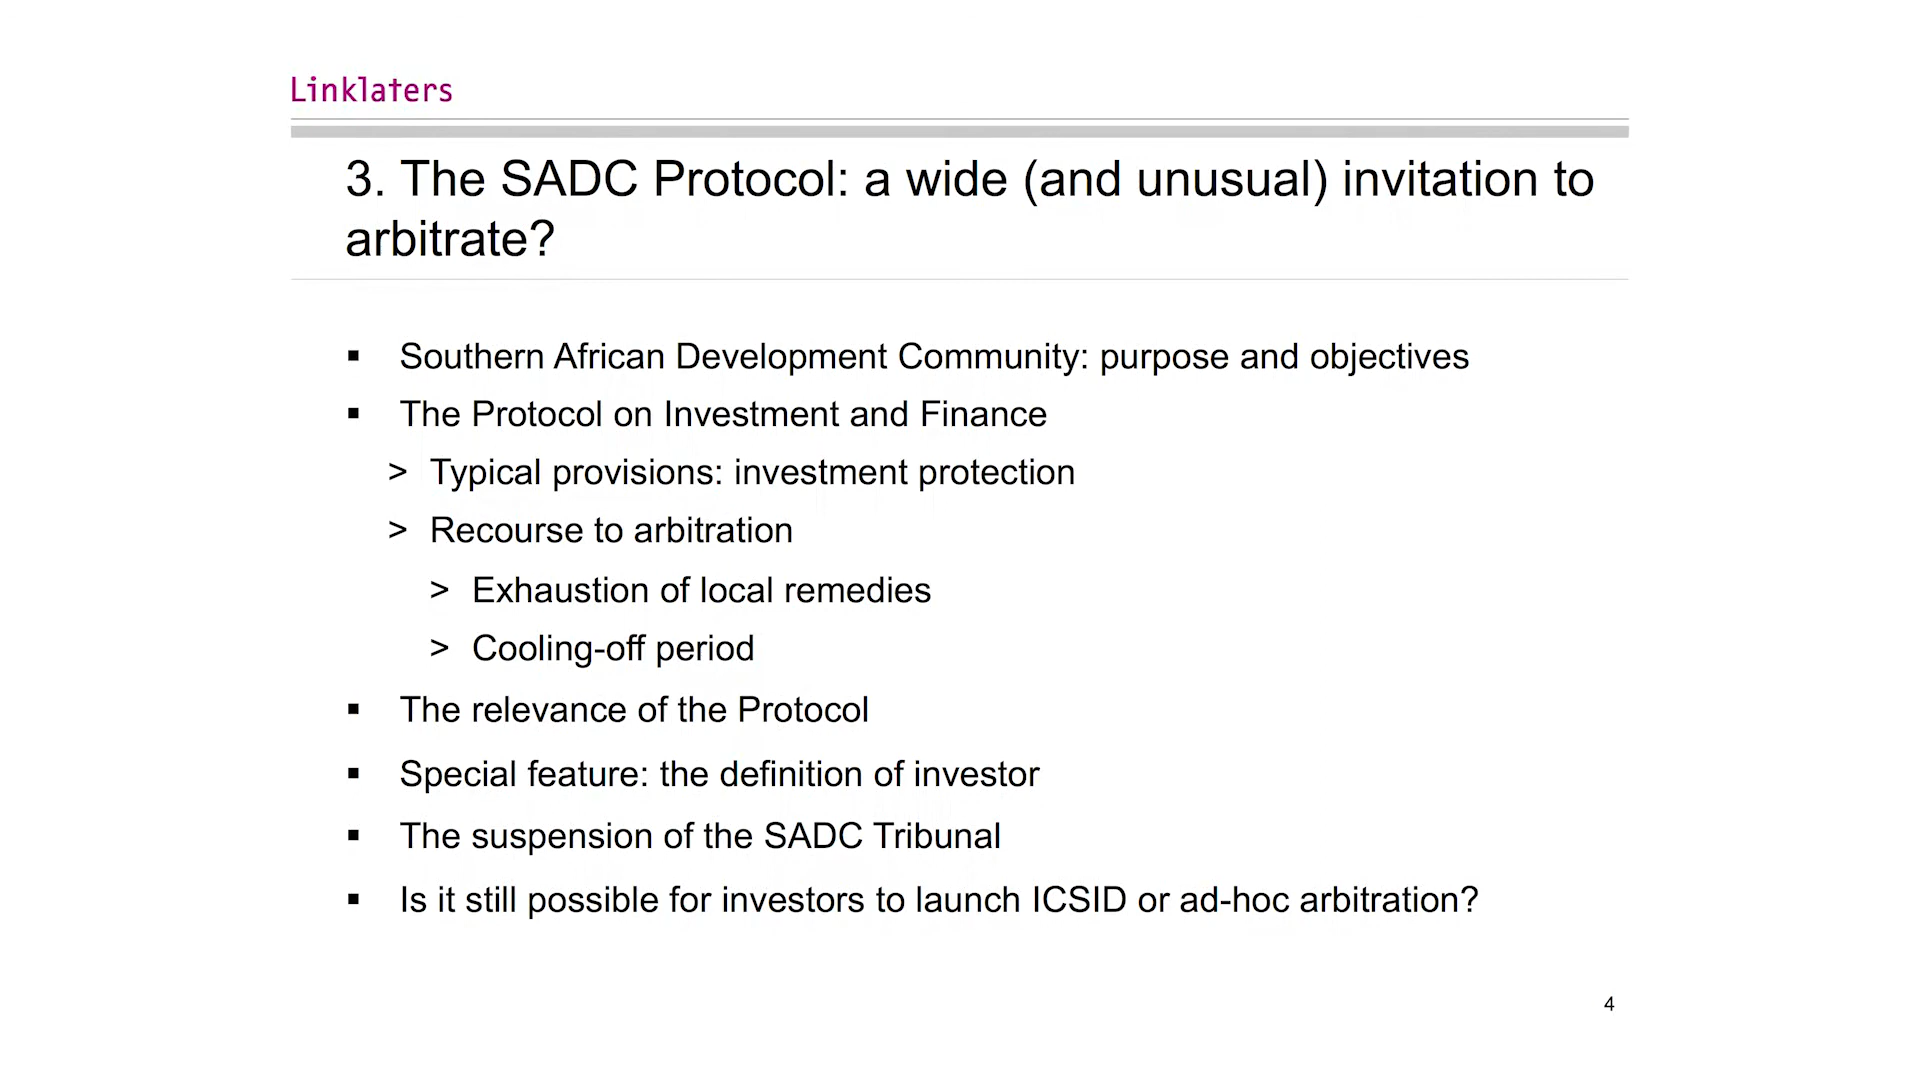 Linklaters
3. The SADC Protocol: a wide (and unusual) invitation to
arbitrate?
▪ Southern African Development Community: purpose and objectives
▪ The Protocol on Investment and Finance
> Typical provisions: investment protection
> Recourse to arbitration
> Exhaustion of local remedies
> Cooling-off period
▪ The relevance of the Protocol
▪ Special feature: the definition of investor
▪ The suspension of the SADC Tribunal
▪ Is it still possible for investors to launch ICSID or ad-hoc arbitration?
4